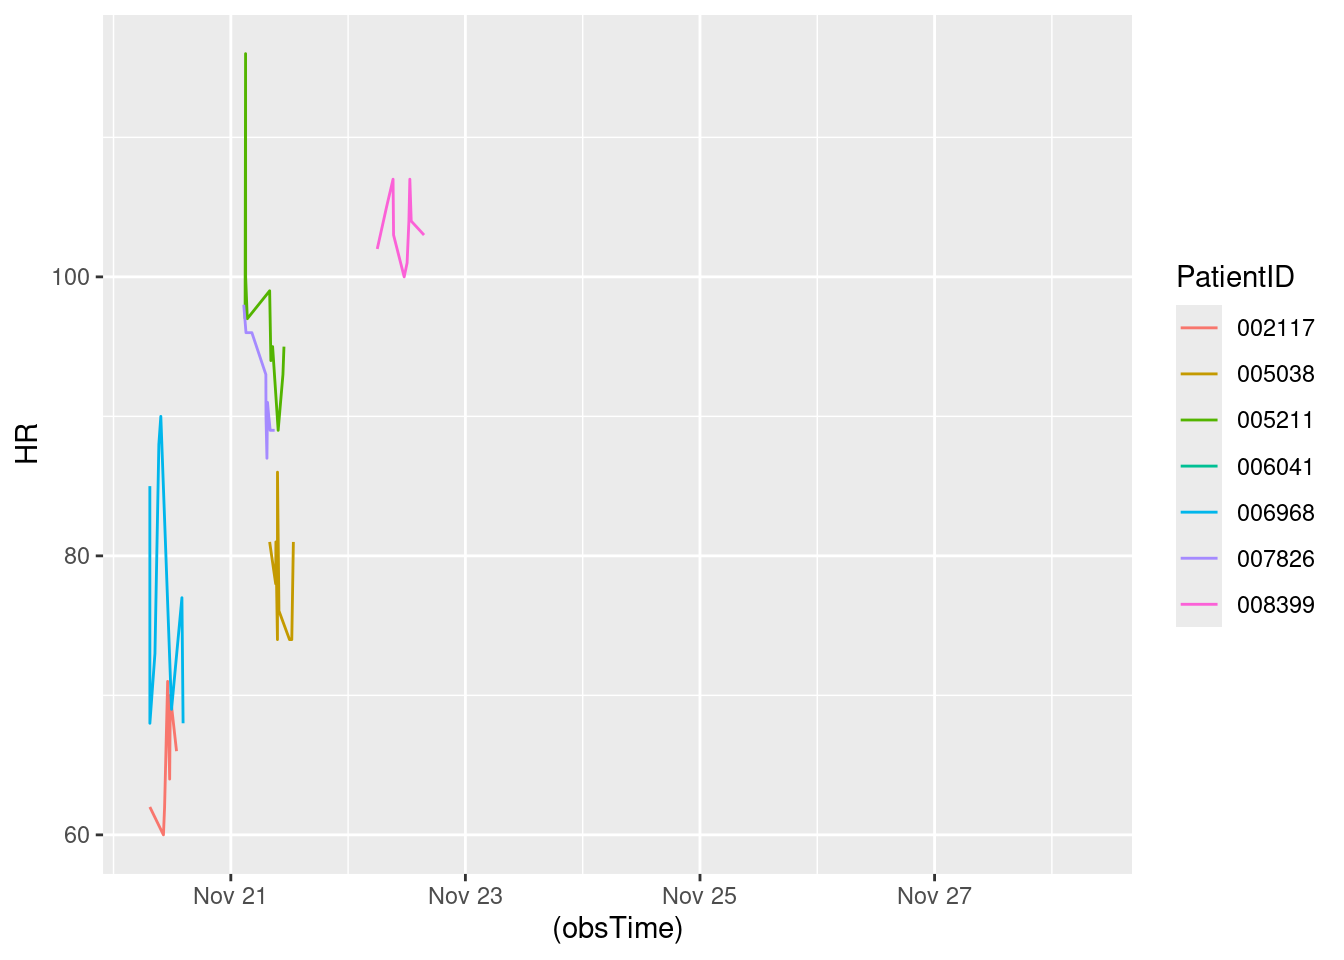 100
80
60
HR
Nov 21
Nov 23
Nov 25
Nov 27
(obsTime)
PatientID
002117
005038
005211
006041
006968
007826
008399